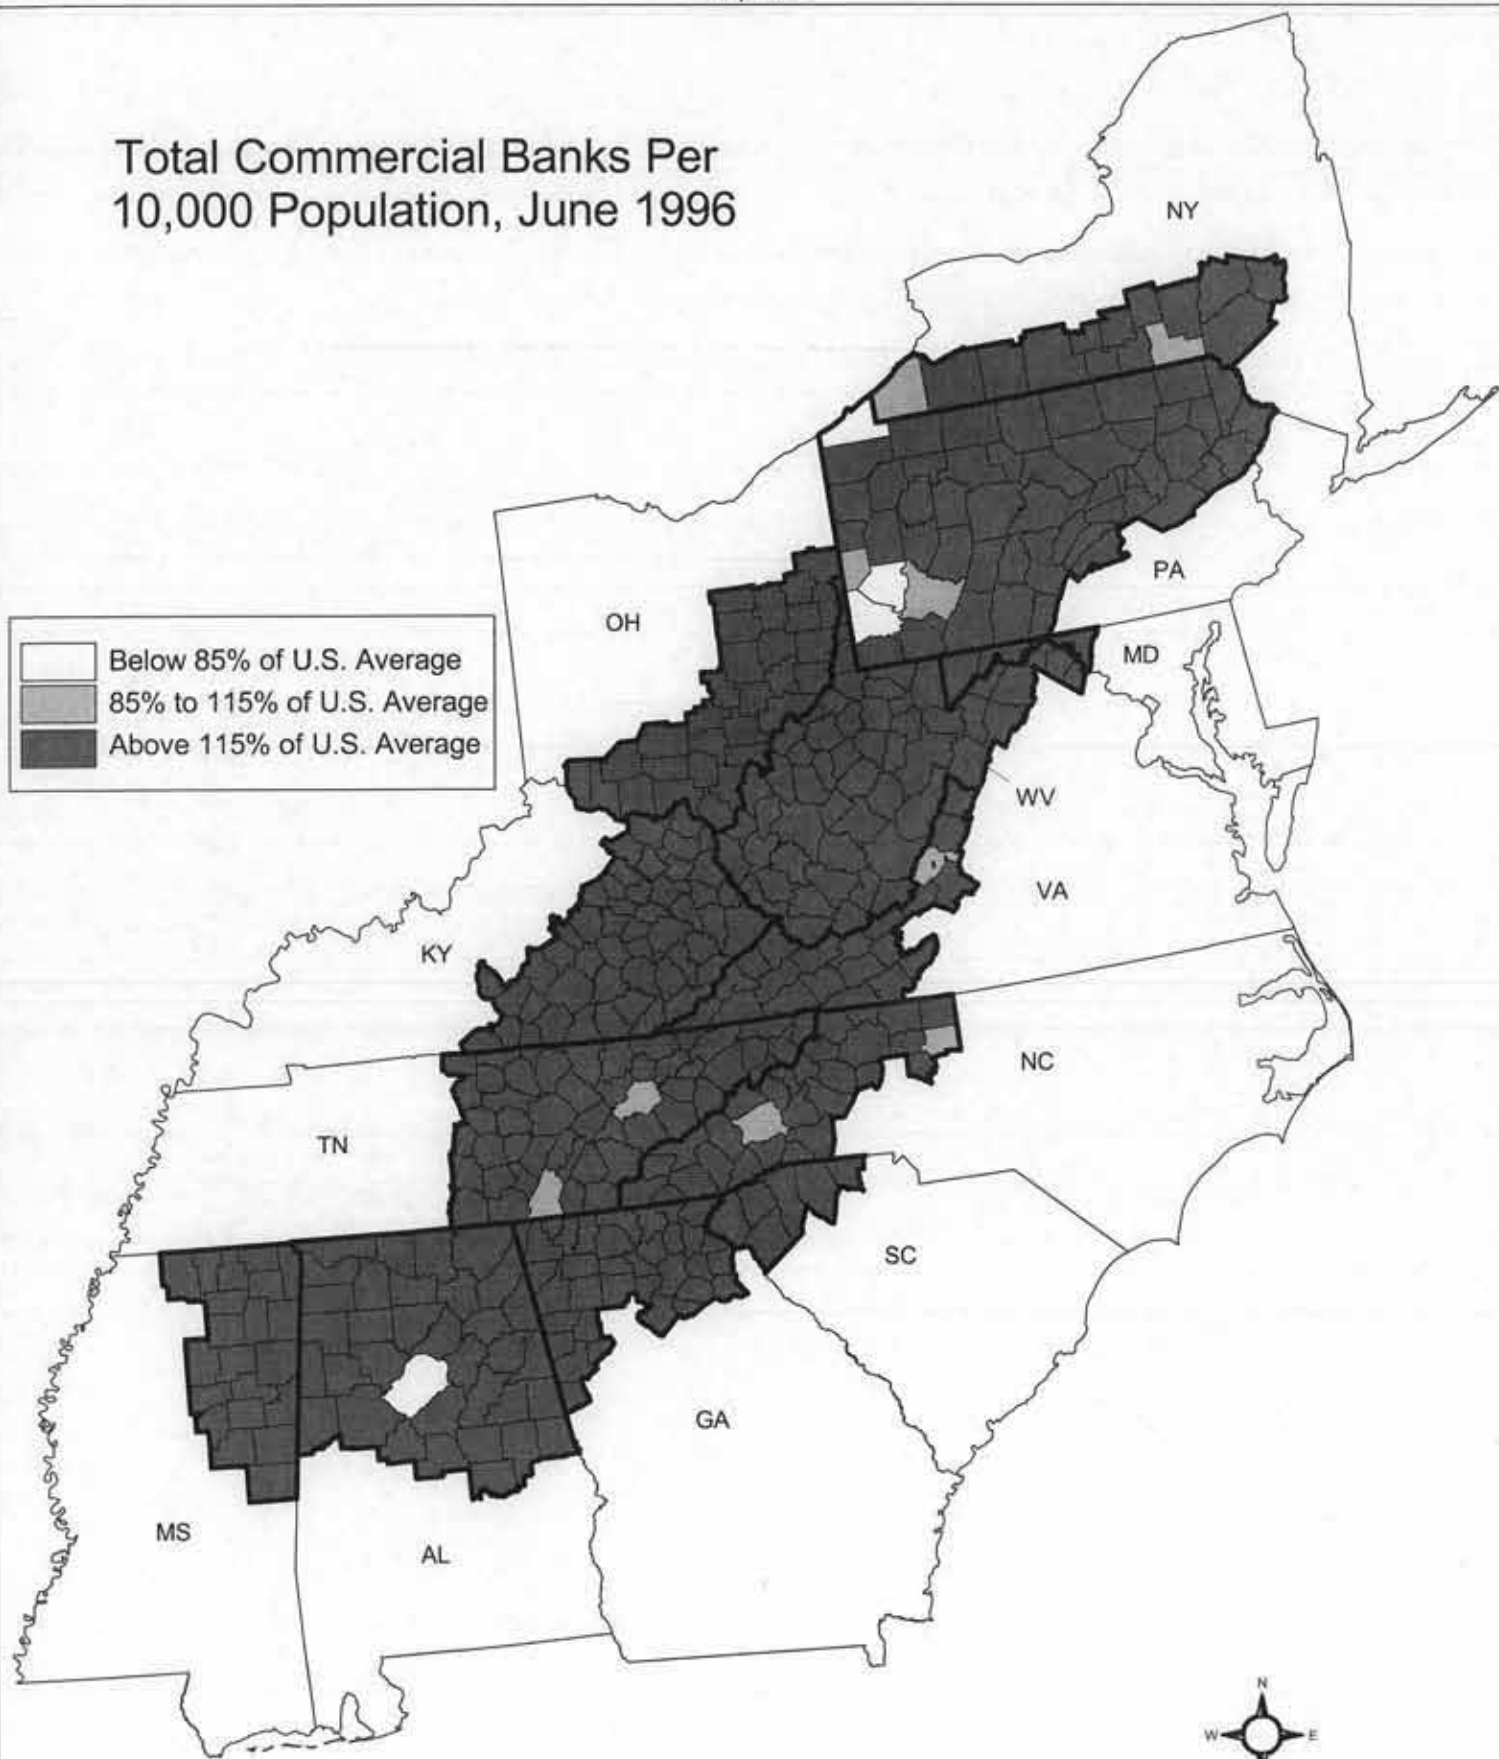 Total Commercial Banks Per
10,000 Population, June 1996
NY
PA
OH
MD
Below 85% of U.S. Average
85% to 115% of U.S. Average
Above 115% of U.S. Average
WV
VA
KY
NC
TN
SC
GA
MS
AL
N
W
E